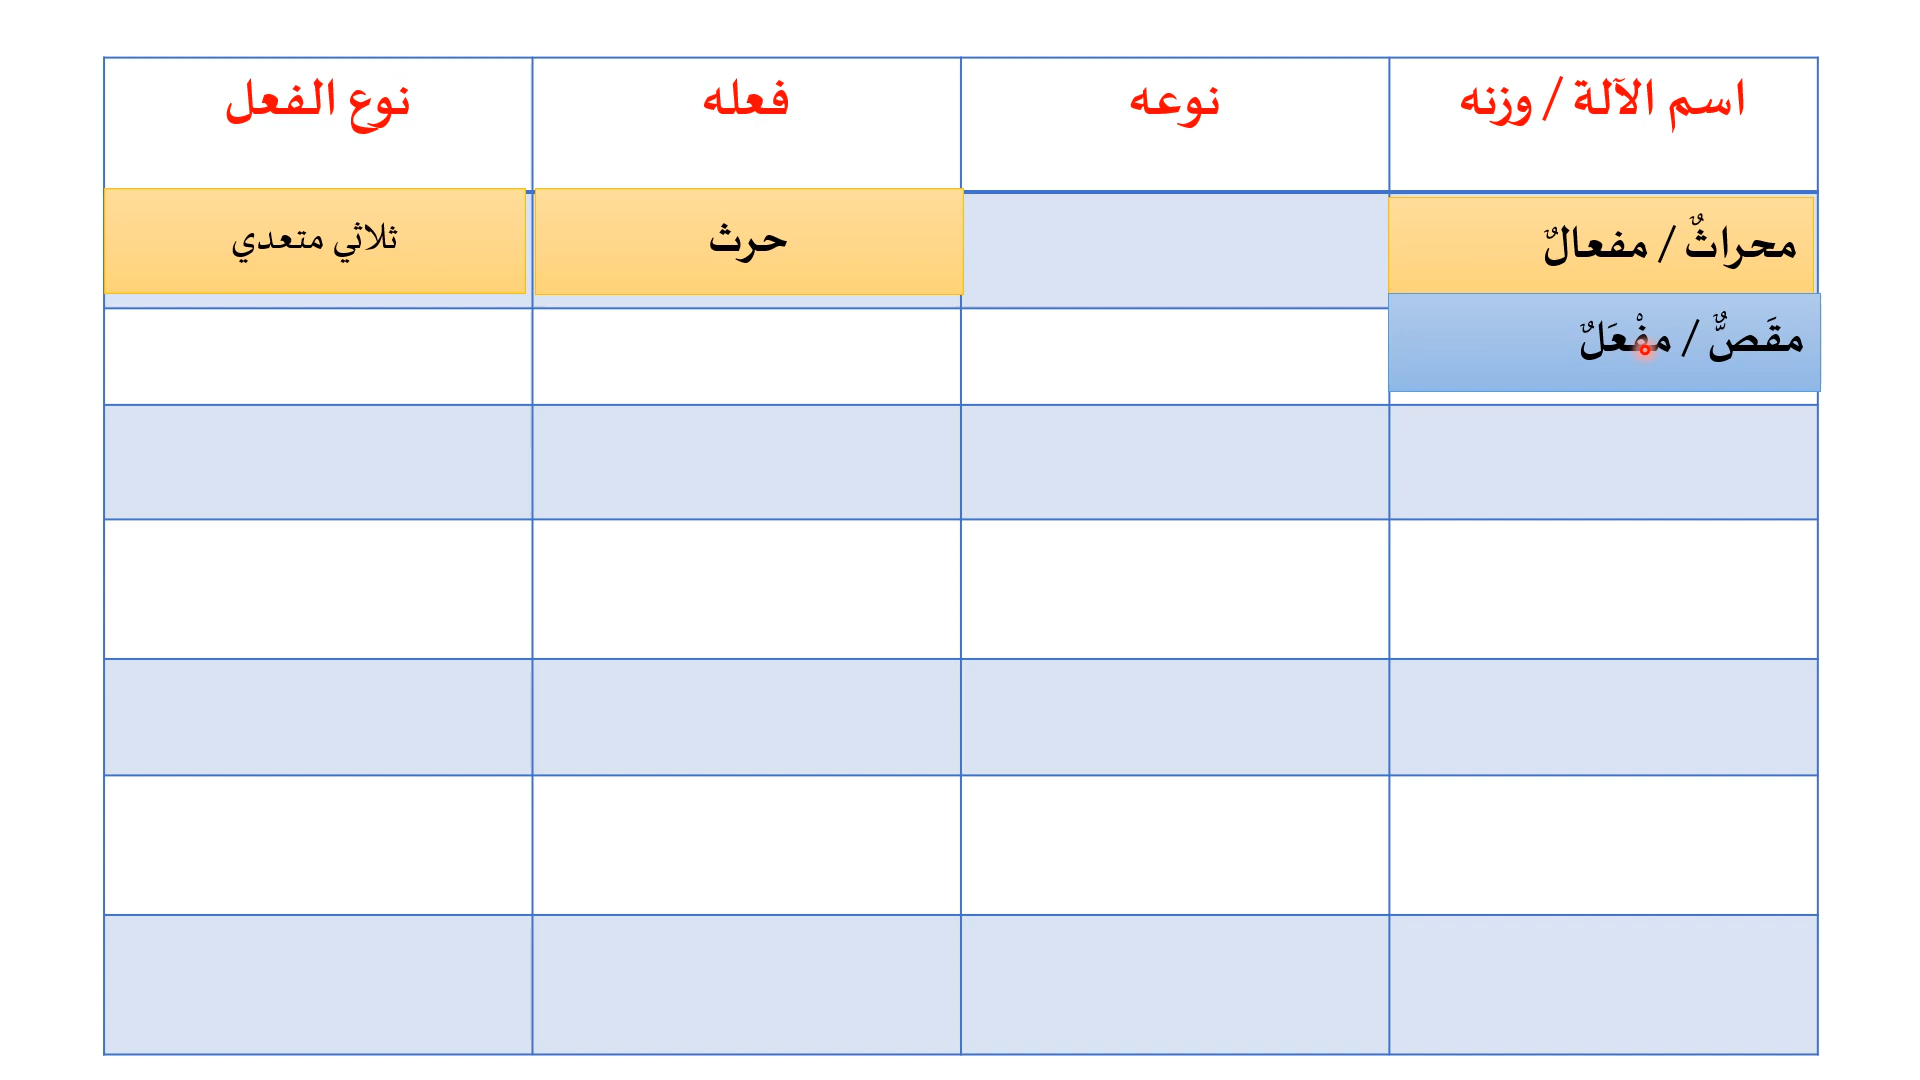 اسم الآلة / وزنه
نوعه
فعله
نوع الفعل
محراثٌ / مفعالٌ
حرث
ثلاثي متعدي
مقَصٌّ / مفْعَلٌ